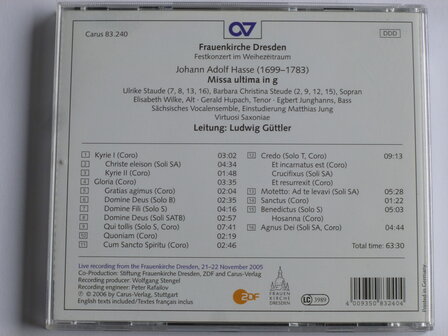 Carus 83.240
DDD
Frauenkirche Dresden
Festkonzert im Weihezeitraum
Johann Adolf Hasse (1699–1783)
Missa ultima in g
Ulrike Staude (7, 8, 13, 16), Barbara Christina Steude (2, 9, 12, 15), Sopran
Elisabeth Wilke, Alt · Gerald Hupach, Tenor · Egbert Junghanns, Bass
Sächsisches Vocalensemble, Einstudierung Matthias Jung
Virtuosi Saxoniae
Leitung: Ludwig Güttler
1 Kyrie I (Coro) 03:02
2 Christe eleison (Soli SA) 04:34
3 Kyrie II (Coro) 01:48
4 Gloria (Coro) 03:35
5 Gratias agimus (Coro) 02:04
6 Domine Deus (Solo B) 02:15
7 Domine Fili (Solo S) 02:16
8 Domine Deus (Soli SATB) 02:57
9 Qui tollis (Solo S, Coro) 07:41
10 Quoniam (Coro) 02:19
11 Cum Sancto Spiritu (Coro) 02:46
12 Credo (Solo T, Coro) 09:13
Et incarnatus est (Coro)
Crucifixus (Soli SA)
Et resurrexit (Coro)
13 Motetto: Ad te levavi (Soli SA) 05:28
14 Sanctus (Coro) 01:22
15 Benedictus (Solo S) 05:03
Hosanna (Coro)
16 Agnus Dei (Soli SA, Coro) 04:44
Total time: 63:30
Live recording from the Frauenkirche Dresden, 21–22 November 2005
Co-Production: Stiftung Frauenkirche Dresden, ZDF and Carus-Verlag
Recording producer: Wolfgang Stengel
Recording engineer: Peter Rafailov
℗ © 2006 by Carus-Verlag, Stuttgart
English texts included/Textes français inclus
ZDF
FRAUEN
KIRCHE
DRESDEN
LC 3989
4 009350 832404
Printed in Germany